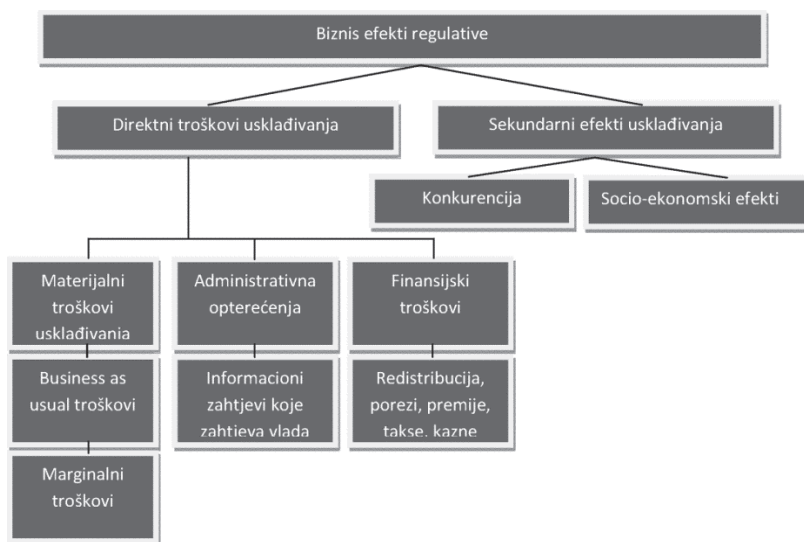 Biznis efekti regulative
Direktni troškovi usklađivanja
Sekundarni efekti usklađivanja
Konkurencija
Socio-ekonomski efekti
Materijalni
troškovi
usklađivania
Administrativna
opterećenja
Finansijski
troškovi
Business as
usual troškovi
Informacioni
zahtjevi koje
zahtieva vlada
Redistribucija,
porezi, premije,
takse, kazne
Marginalni
troškovi